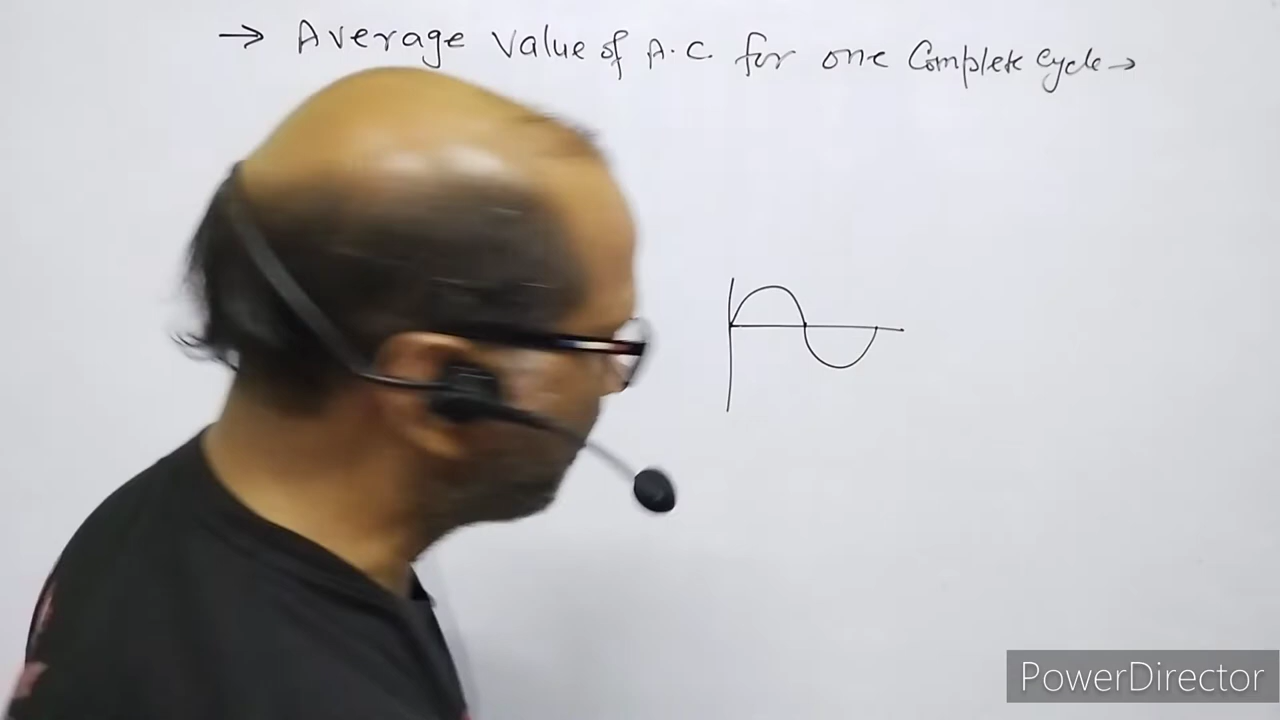 → Average Value of A.C. for one Complete Cycle →
PowerDirector